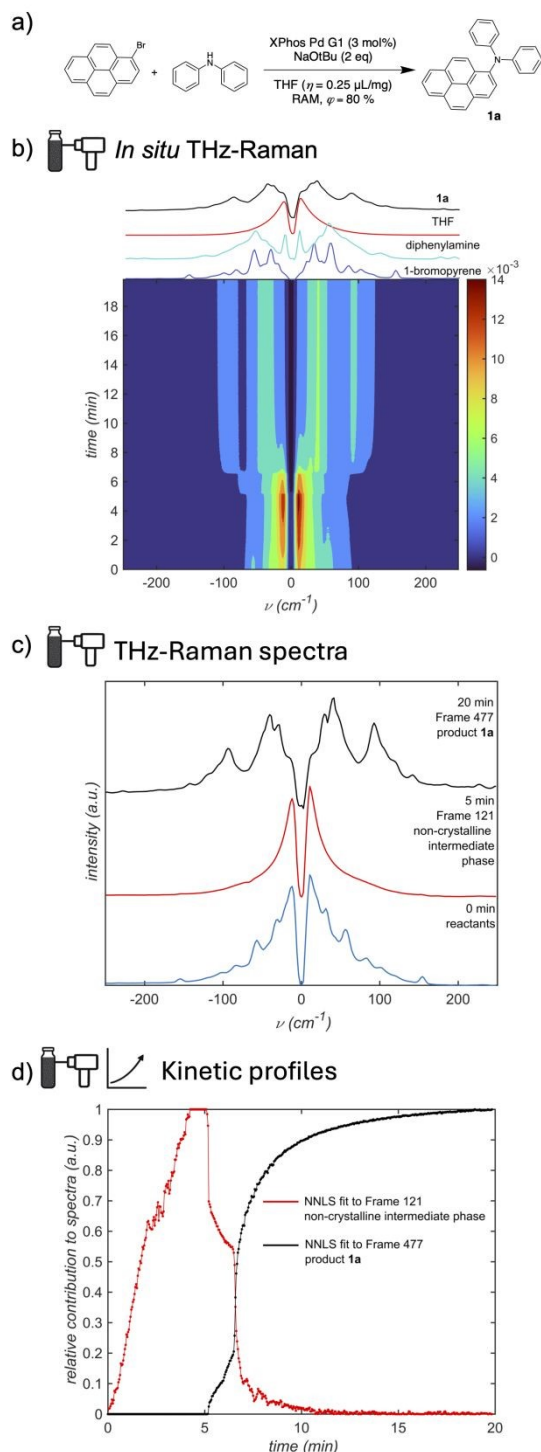 a)
Br
+
H
N
XPhos Pd G1 (3 mol%)
NaOtBu (2 eq)
THF (η = 0.25 µL/mg)
RAM, φ = 80 %
N
1a
b)
In situ THz-Raman
1a
THF
diphenylamine
1-bromopyrene
×10⁻³
14
12
10
8
6
4
2
0
18
16
14
12
10
8
6
4
2
0
time (min)
-200 -100 0 100 200
ν (cm⁻¹)
c)
THz-Raman spectra
20 min
Frame 477
product 1a
5 min
Frame 121
non-crystalline
intermediate
phase
0 min
reactants
intensity (a.u.)
-200 -100 0 100 200
ν (cm⁻¹)
d)
Kinetic profiles
1
0.9
0.8
0.7
0.6
0.5
0.4
0.3
0.2
0.1
0
relative contribution to spectra (a.u.)
NNLS fit to Frame 121
non-crystalline intermediate phase
NNLS fit to Frame 477
product 1a
0 5 10 15 20
time (min)